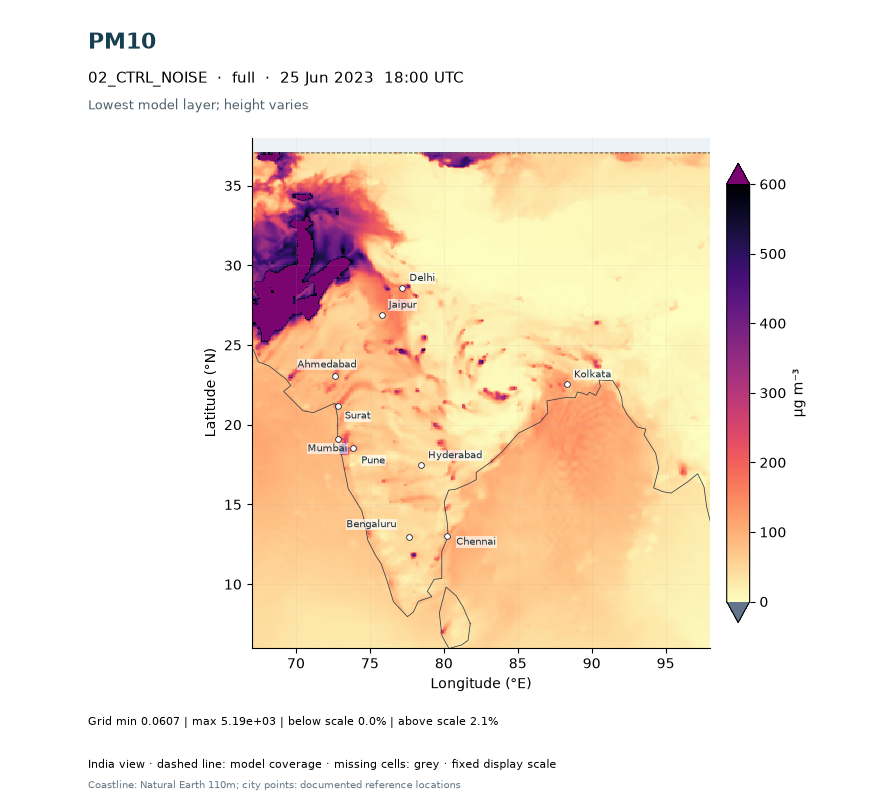 PM10
02_CTRL_NOISE · full · 25 Jun 2023 18:00 UTC
Lowest model layer; height varies
35
30
25
20
15
10
Latitude (°N)
70
75
80
85
90
95
Longitude (°E)
Delhi
Jaipur
Ahmedabad
Kolkata
Surat
Mumbai
Pune
Hyderabad
Bengaluru
Chennai
600
500
400
300
200
100
0
µg m⁻³
Grid min 0.0607 | max 5.19e+03 | below scale 0.0% | above scale 2.1%
India view · dashed line: model coverage · missing cells: grey · fixed display scale
Coastline: Natural Earth 110m; city points: documented reference locations